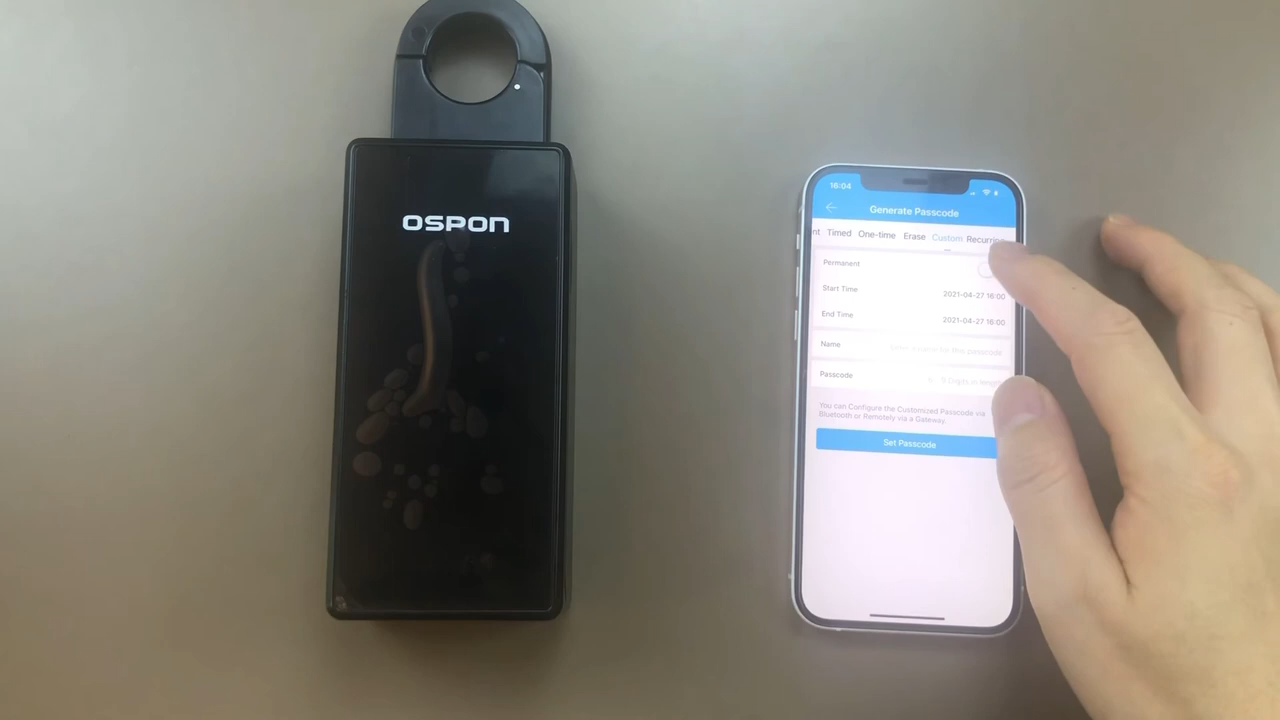 OSPON
16:04
Generate Passcode
nt Timed One-time Erase Custom Recurring
Permanent
Start Time 2021-04-27 16:00
End Time 2021-04-27 16:00
Name
Passcode
You can Configure the Customized Passcode via
Bluetooth or Remotely via a Gateway.
Set Passcode